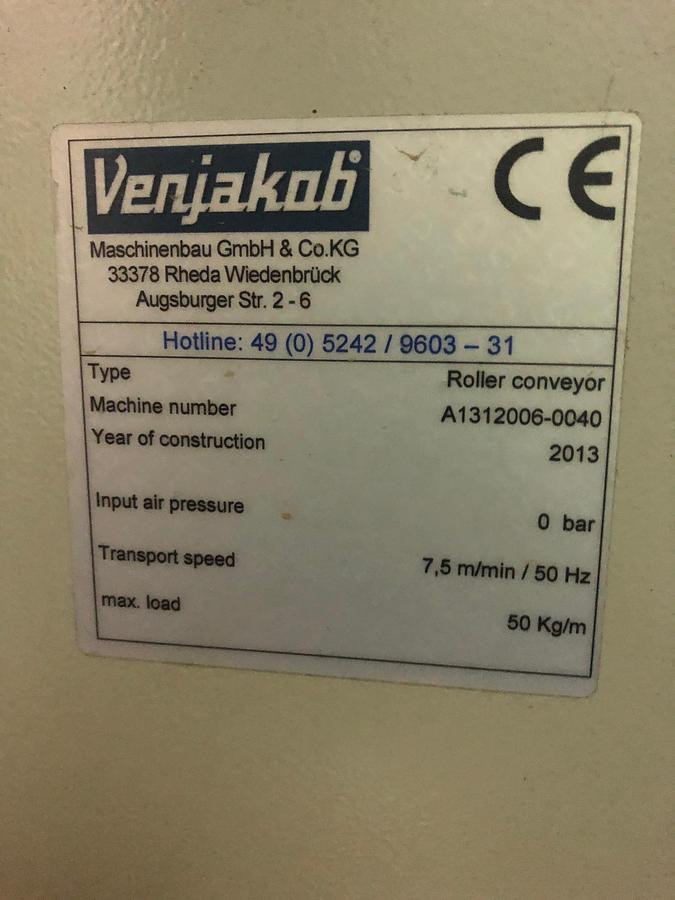 Venjakob®
CE
Maschinenbau GmbH & Co.KG
33378 Rheda Wiedenbrück
Augsburger Str. 2 - 6
Hotline: 49 (0) 5242 / 9603 – 31
Type Roller conveyor
Machine number A1312006-0040
Year of construction 2013
Input air pressure 0 bar
Transport speed 7,5 m/min / 50 Hz
max. load 50 Kg/m